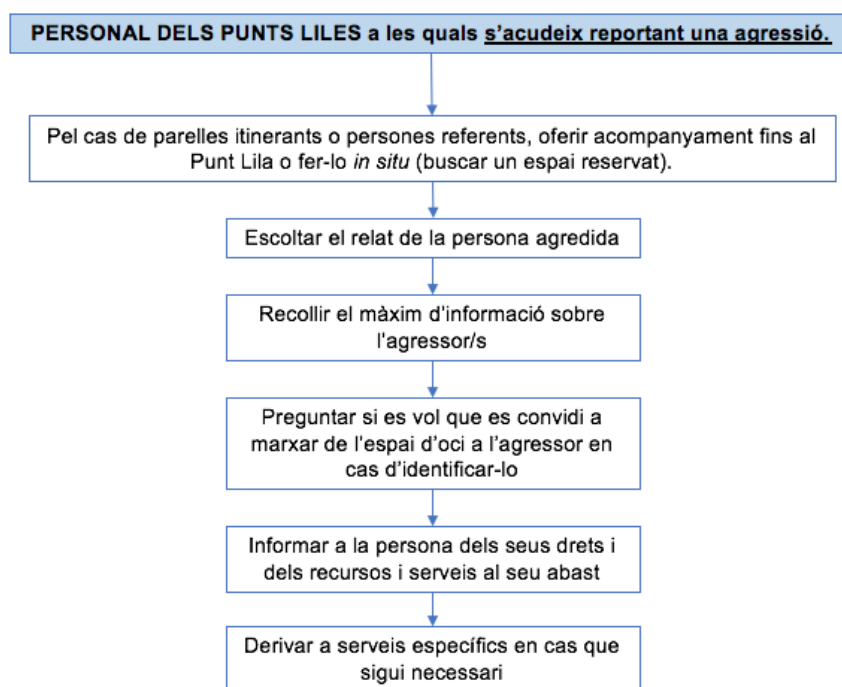 PERSONAL DELS PUNTS LILES a les quals s'acudeix reportant una agressió.
Pel cas de parelles itinerants o persones referents, oferir acompanyament fins al
Punt Lila o fer-lo in situ (buscar un espai reservat).
Escoltar el relat de la persona agredida
Recollir el màxim d'informació sobre
l'agressor/s
Preguntar si es vol que es convidi a
marxar de l'espai d'oci a l'agressor en
cas d'identificar-lo
Informar a la persona dels seus drets i
dels recursos i serveis al seu abast
Derivar a serveis específics en cas que
sigui necessari